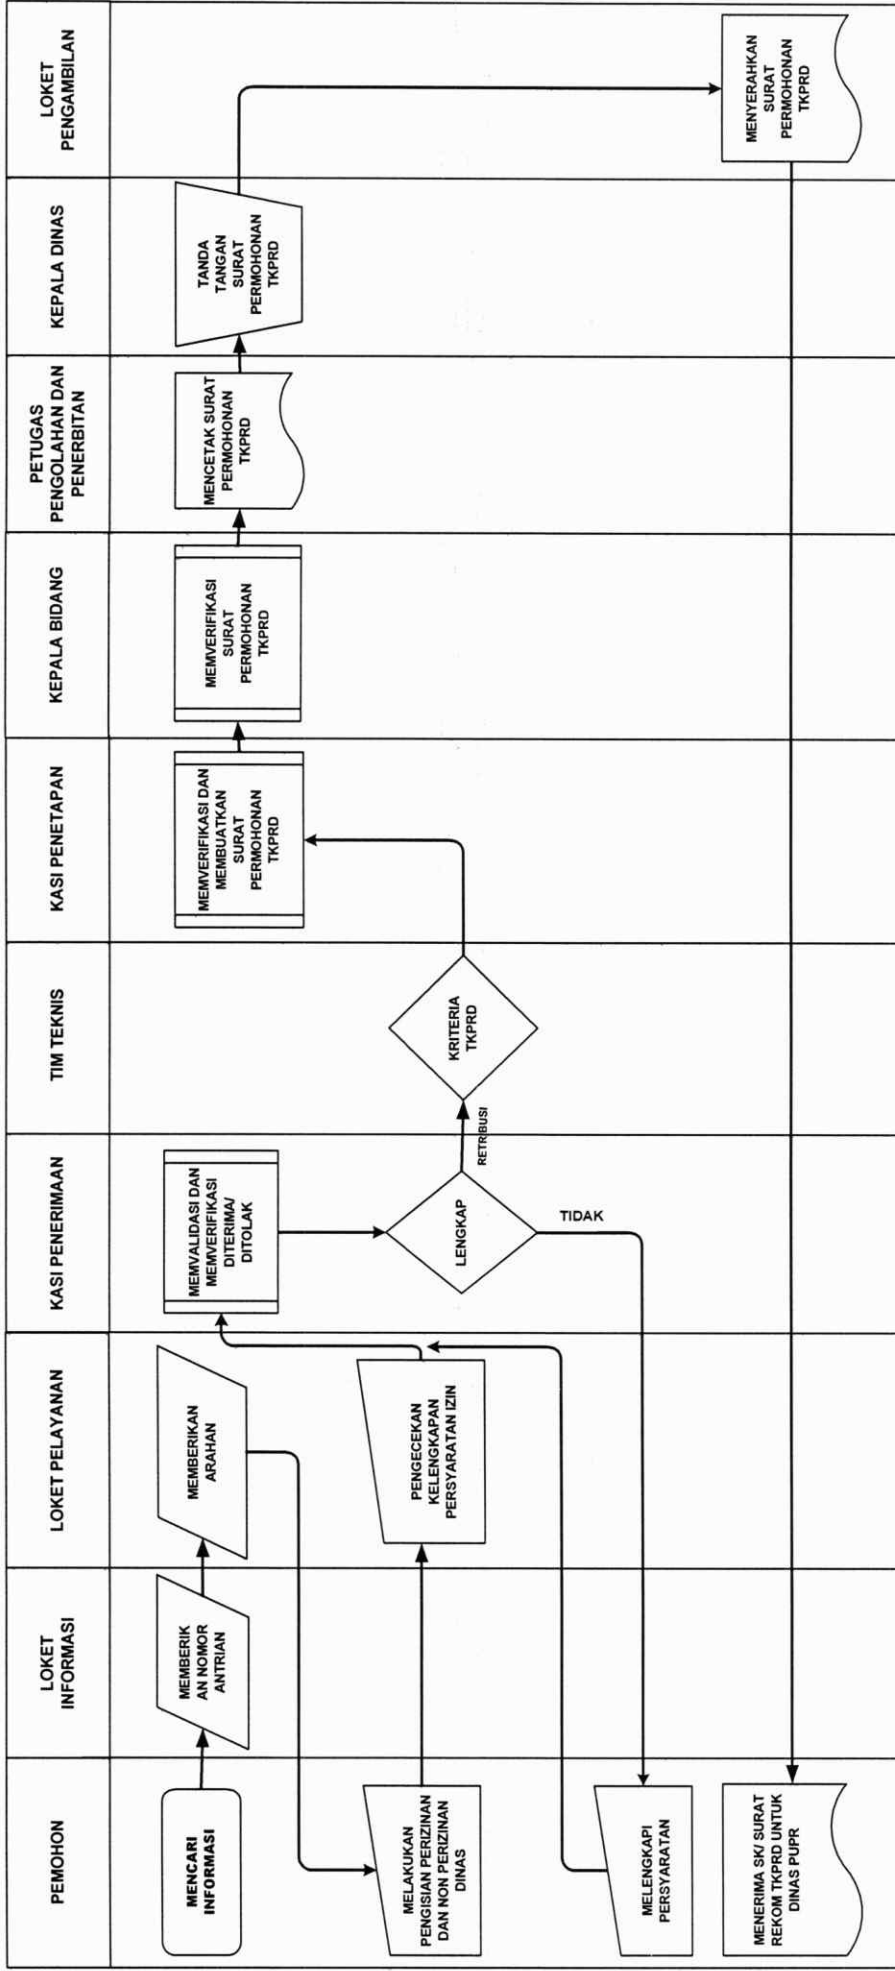 PEMOHON
LOKET
INFORMASI
LOKET PELAYANAN
KASI PENERIMAAN
TIM TEKNIS
KASI PENETAPAN
KEPALA BIDANG
PETUGAS
PENGOLAHAN DAN
PENERBITAN
KEPALA DINAS
LOKET
PENGAMBILAN
MENCARI
INFORMASI
MEMBERIK
AN NOMOR
ANTRIAN
MEMBERIKAN
ARAHAN
MEMVALIDASI DAN
MEMVERIFIKASI
DITERIMA/
DITOLAK
MEMVERIFIKASI DAN
MEMBUATKAN
SURAT
PERMOHONAN
TKPRD
MEMVERIFIKASI
SURAT
PERMOHONAN
TKPRD
MENCETAK SURAT
PERMOHONAN
TKPRD
TANDA
TANGAN
SURAT
PERMOHONAN
TKPRD
MELAKUKAN
PENGISIAN PERIZINAN
DAN NON PERIZINAN
DINAS
PENGECEKAN
KELENGKAPAN
PERSYARATAN IZIN
LENGKAP
RETRIBUSI
KRITERIA
TKPRD
TIDAK
MELENGKAPI
PERSYARATAN
MENYERAHKAN
SURAT
PERMOHONAN
TKPRD
MENERIMA SK/ SURAT
REKOM TKPRD UNTUK
DINAS PUPR